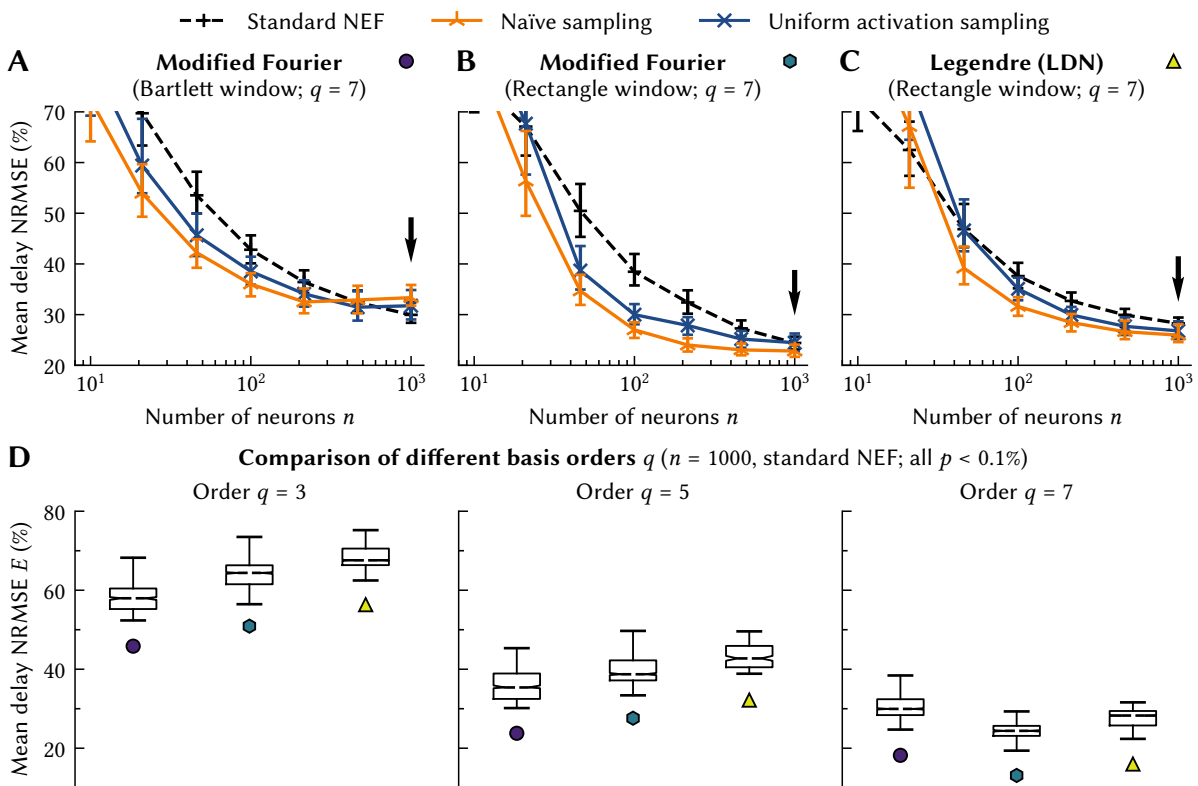 Standard NEF Naïve sampling Uniform activation sampling
A Modified Fourier
(Bartlett window; q = 7)
B Modified Fourier
(Rectangle window; q = 7)
C Legendre (LDN)
(Rectangle window; q = 7)
Mean delay NRMSE (%)
70
60
50
40
30
20
10¹ 10² 10³
Number of neurons n
10¹ 10² 10³
Number of neurons n
10¹ 10² 10³
Number of neurons n
D Comparison of different basis orders q (n = 1000, standard NEF; all p < 0.1%)
Order q = 3 Order q = 5 Order q = 7
Mean delay NRMSE E (%)
80
60
40
20